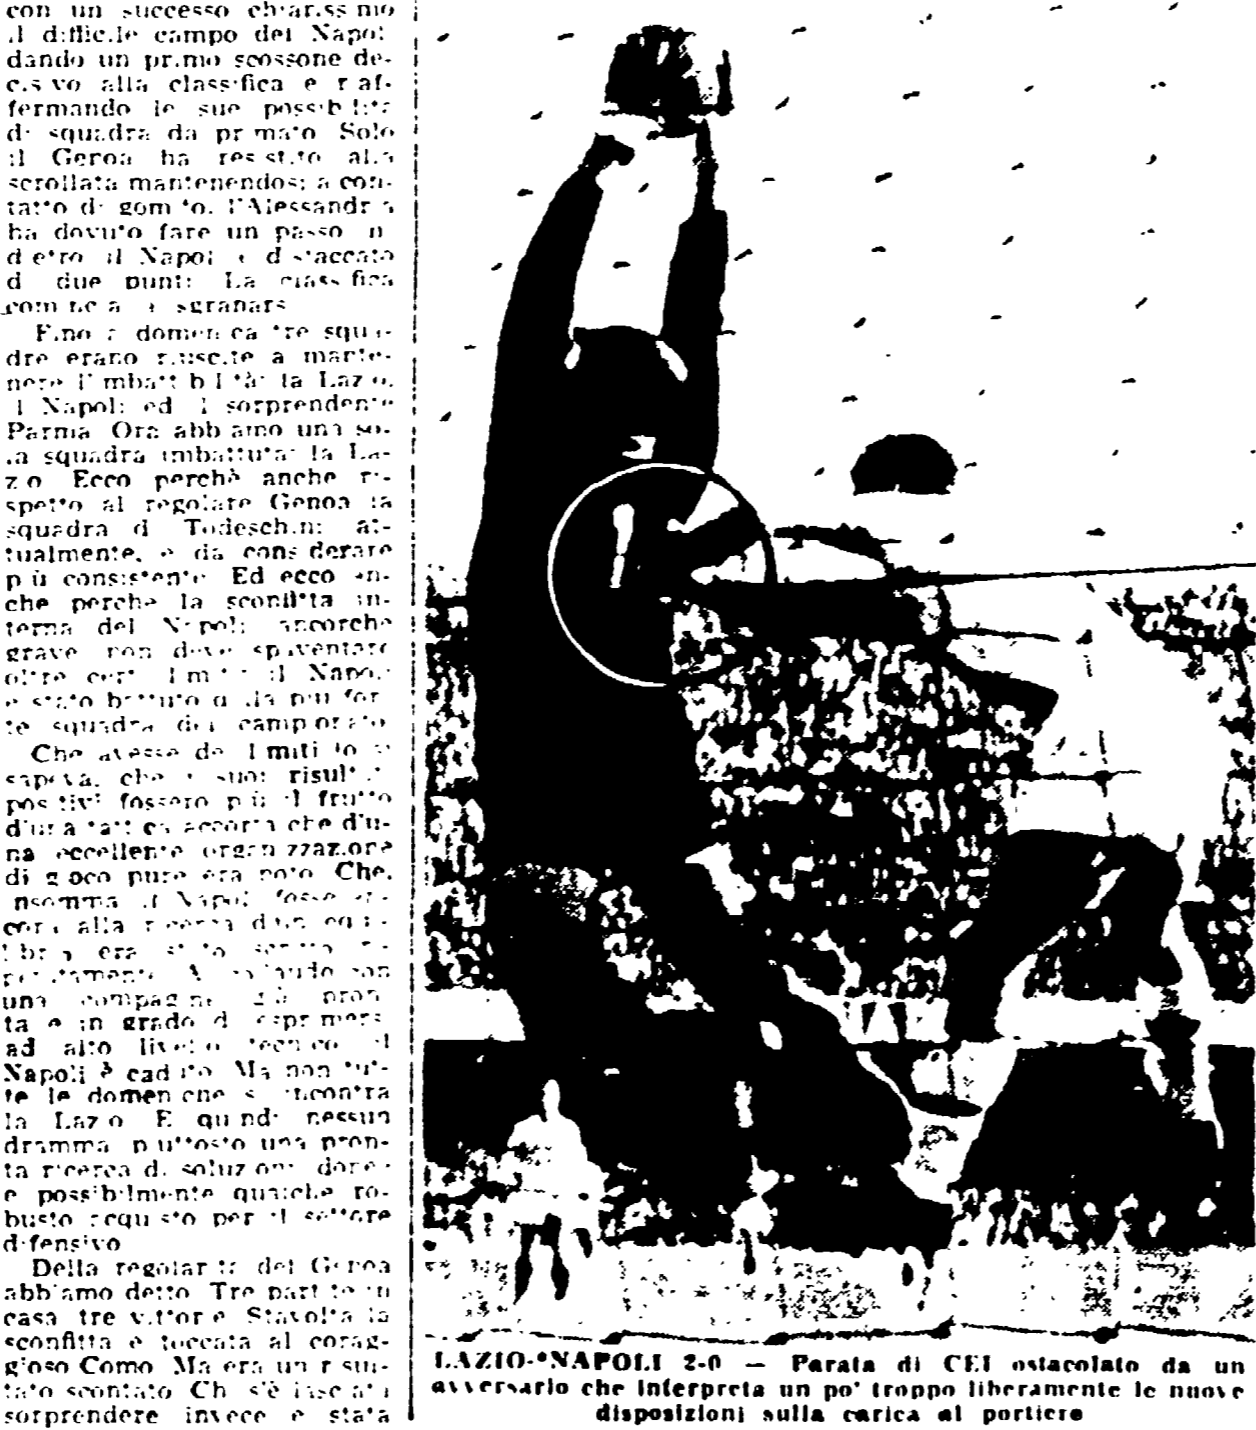 con un successo chiarissimo
il difficile campo del Napoli
dando un primo scossone de-
cisivo alla classifica e raf-
fermando le sue possibilità
di squadra da primato Solo
il Genoa ha resistito alla
scrollata mantenendosi a con-
tatto di gomito, l'Alessandria
ha dovuto fare un passo in-
dietro il Napoli è distaccato
di due punti La classifica
comincia a sgranarsi
Fino a domenica tre squa-
dre erano riuscite a mante-
nere l'imbattibilità: la Lazio,
il Napoli ed il sorprendente
Parma Ora abbiamo una so-
la squadra imbattuta: la La-
zio Ecco perchè anche ri-
spetto al regolare Genoa la
squadra di Todeschini at-
tualmente, è da considerare
più consistente Ed ecco an-
che perchè la sconfitta in-
terna del Napoli ancorchè
grave non deve spaventare
oltre certi limiti il Napoli
è stato battuto dalla più for-
te squadra del campionato
Che avesse dei limiti lo si
sapeva, che i suoi risultati
positivi fossero più il frutto
d'una tattica accorta che d'u-
na eccellente organizzazione
di gioco pure era noto Che,
insomma il Napoli fosse an-
cora alla ricerca d'un equi-
librio era stato scritto ri-
petutamente
una compagine già pron-
ta e in grado di esprimersi
ad alto livello tecnico il
Napoli è caduto Ma non tut-
te le domeniche si incontra
la Lazio E quindi nessun
dramma piuttosto una pron-
ta ricerca di soluzioni
e possibilmente qualche ro-
busto acquisto per il settore
difensivo
Della regolarità del Genoa
abbiamo detto Tre partite in
casa tre vittorie Stavolta la
sconfitta è toccata al corag-
gioso Como Ma era un risul-
tato scontato Chi s'è lasciata
sorprendere invece è stata
LAZIO-*NAPOLI 2-0 — Parata di CEI ostacolato da un
avversario che interpreta un po' troppo liberamente le nuove
disposizioni sulla carica al portiere